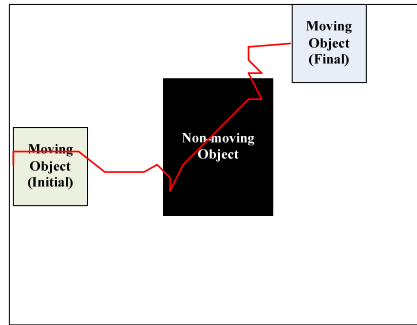 Moving
Object
(Final)
Non-moving
Object
Moving
Object
(Initial)